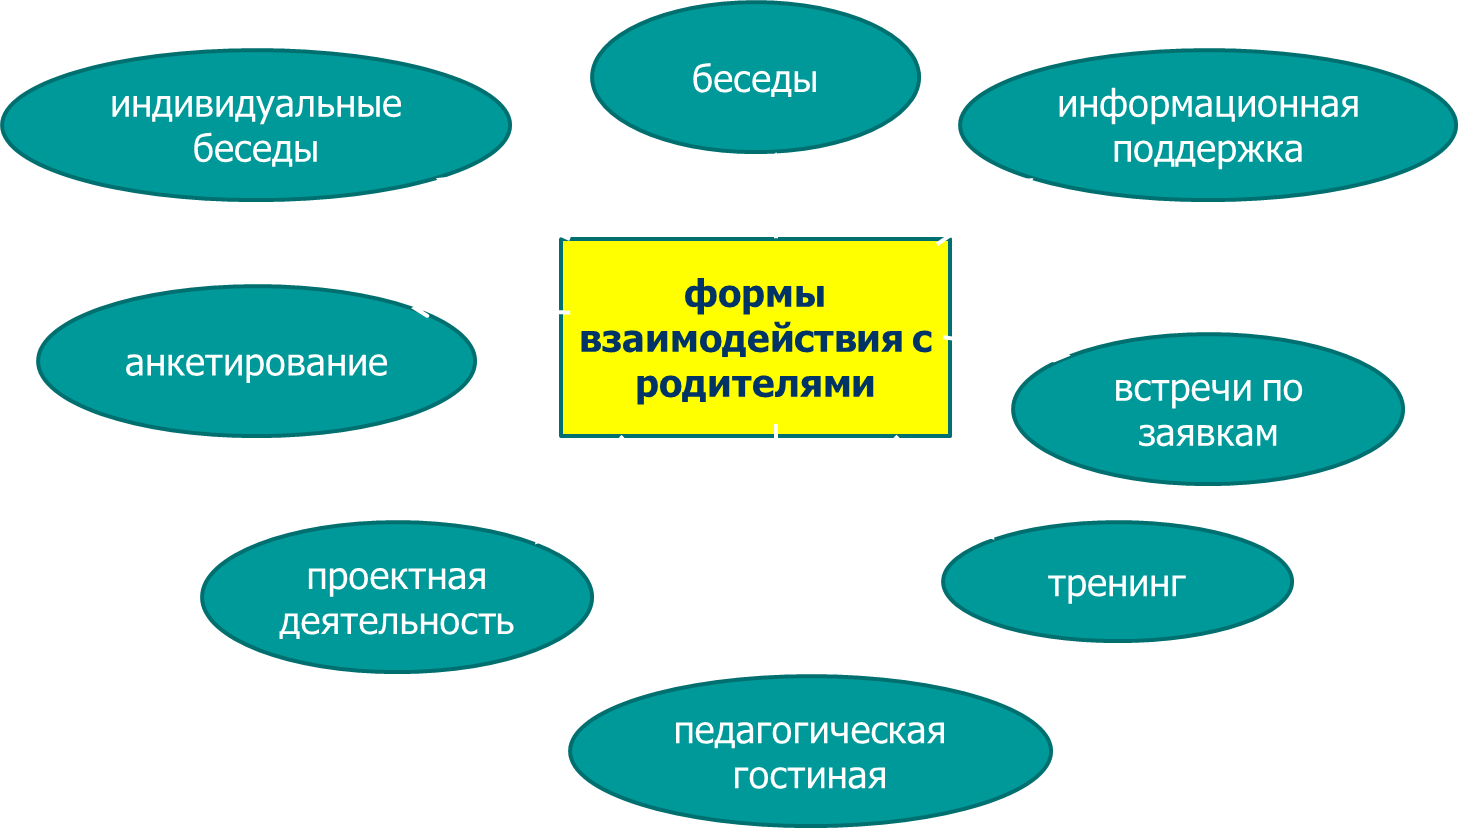 беседы
индивидуальные
беседы
информационная
поддержка
формы
взаимодействия с
родителями
анкетирование
встречи по
заявкам
проектная
деятельность
тренинг
педагогическая
гостиная